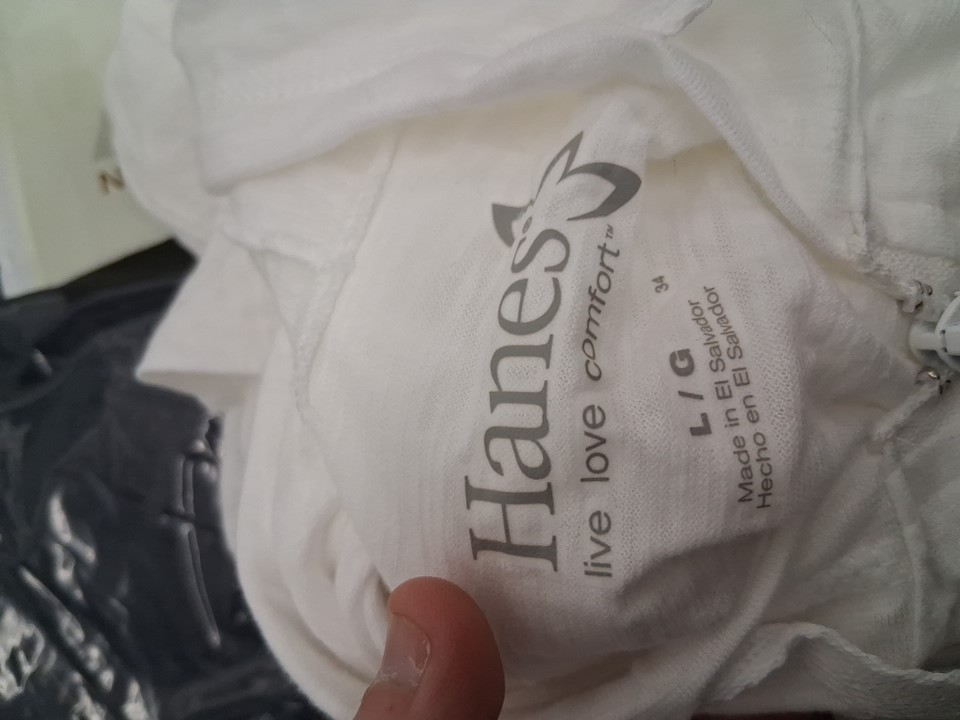 Hanes
live love comfort™
34
L / G
Made in El Salvador
Hecho en El Salvador
N